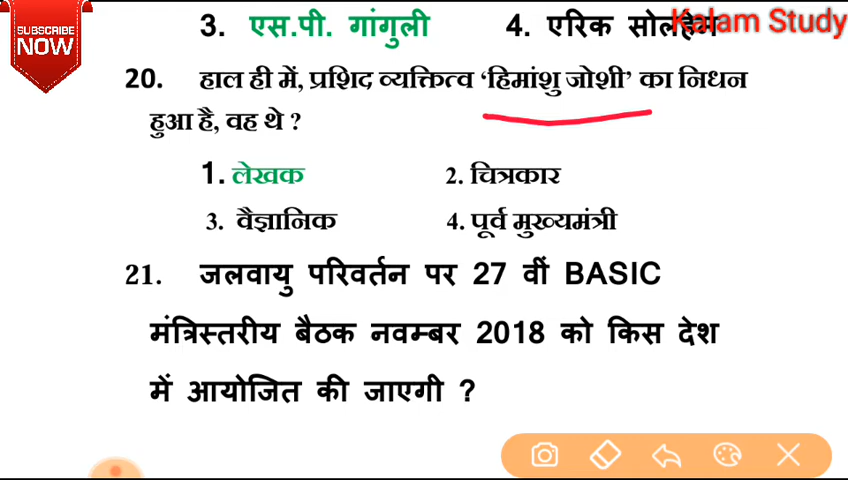 SUBSCRIBE
NOW
Kalam Study
3. एस.पी. गांगुली 4. एरिक सोलहेम
20. हाल ही में, प्रशिद व्यक्तित्व ‘हिमांशु जोशी’ का निधन
हुआ है, वह थे ?
1. लेखक 2. चित्रकार
3. वैज्ञानिक 4. पूर्व मुख्यमंत्री
21. जलवायु परिवर्तन पर 27 वीं BASIC
मंत्रिस्तरीय बैठक नवम्बर 2018 को किस देश
में आयोजित की जाएगी ?